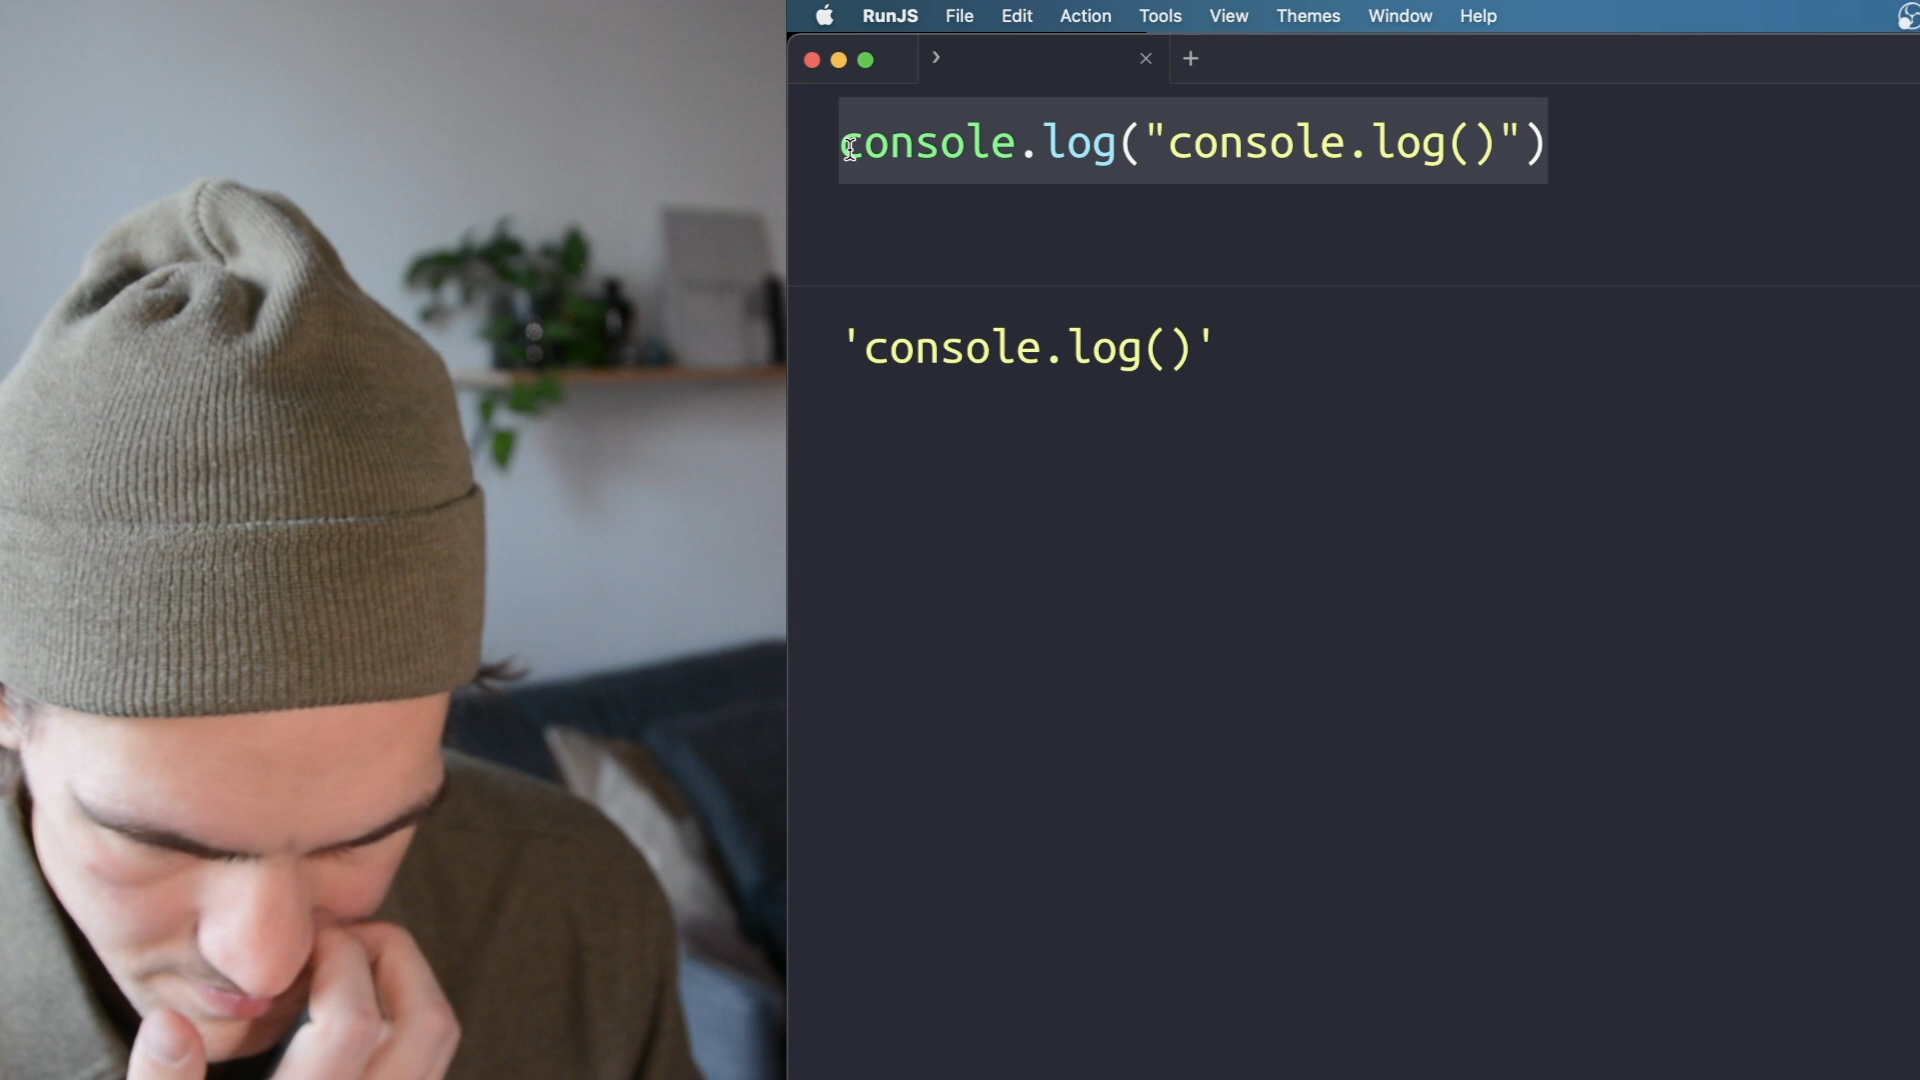 RunJS File Edit Action Tools View Themes Window Help
console.log("console.log()")
'console.log()'